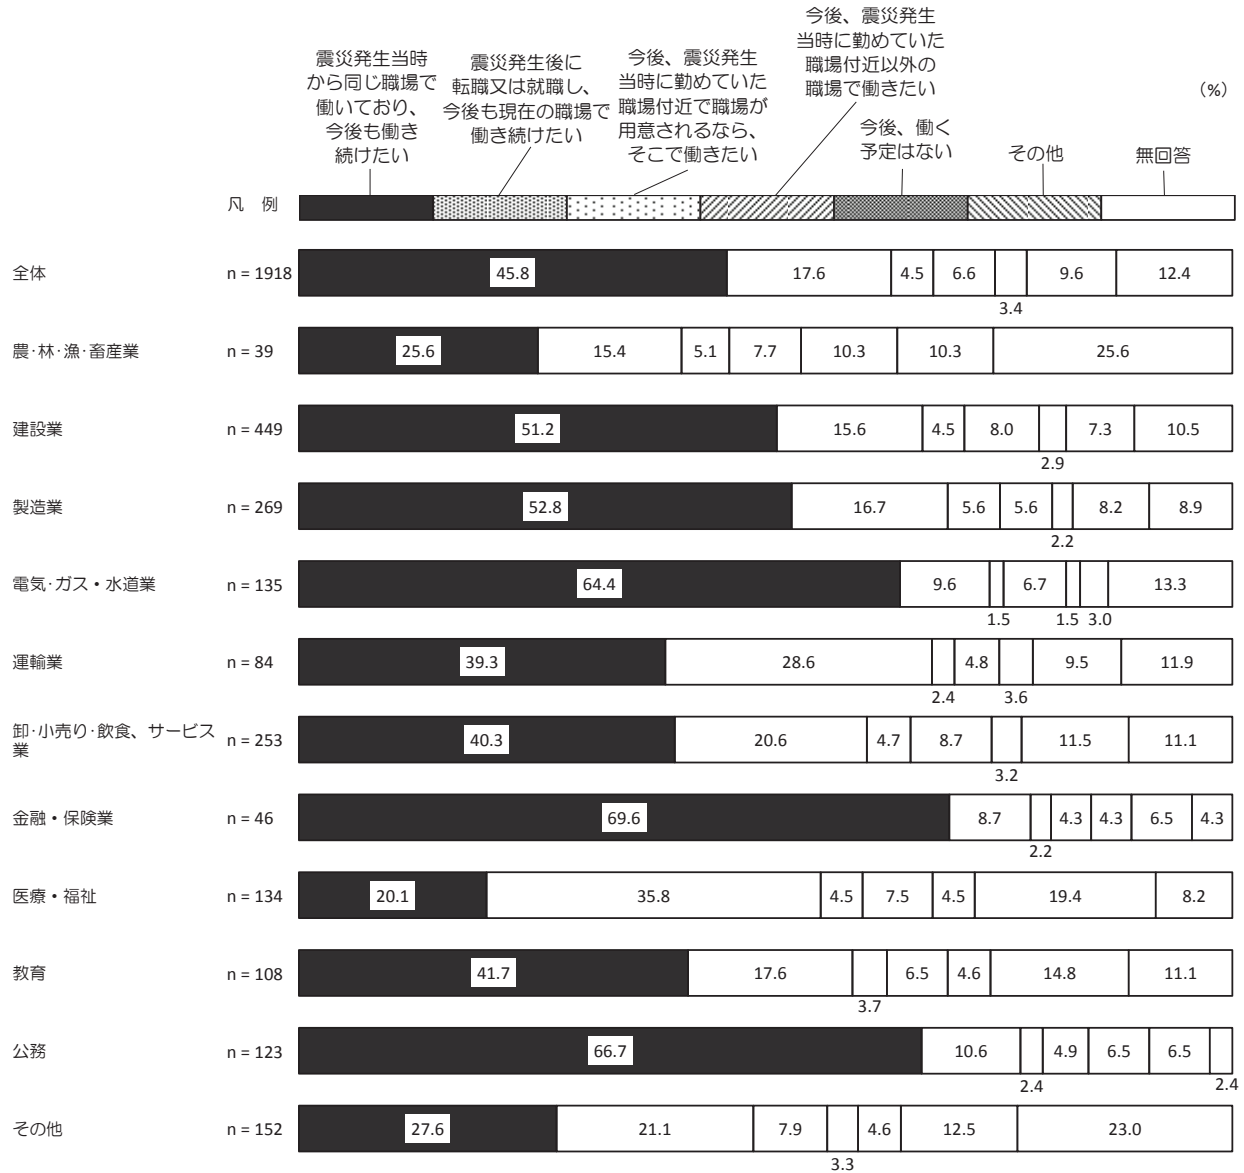 今後、震災発生
当時に勤めていた
職場付近以外の
職場で働きたい
震災発生当時
から同じ職場で
働いており、
今後も働き
続けたい
震災発生後に
転職又は就職し、
今後も現在の職場で
働き続けたい
今後、震災発生
当時に勤めていた
職場付近で職場が
用意されるなら、
そこで働きたい
今後、働く
予定はない
その他
無回答
(%)
凡 例
全体 n = 1918 45.8 17.6 4.5 6.6 9.6 12.4
3.4
農・林・漁・畜産業 n = 39 25.6 15.4 5.1 7.7 10.3 10.3 25.6
建設業 n = 449 51.2 15.6 4.5 8.0 7.3 10.5
2.9
製造業 n = 269 52.8 16.7 5.6 5.6 8.2 8.9
2.2
電気・ガス・水道業 n = 135 64.4 9.6 6.7 13.3
1.5 1.5 3.0
運輸業 n = 84 39.3 28.6 4.8 9.5 11.9
2.4 3.6
卸・小売り・飲食、サービス
業
n = 253 40.3 20.6 4.7 8.7 11.5 11.1
3.2
金融・保険業 n = 46 69.6 8.7 4.3 4.3 6.5 4.3
2.2
医療・福祉 n = 134 20.1 35.8 4.5 7.5 4.5 19.4 8.2
教育 n = 108 41.7 17.6 6.5 4.6 14.8 11.1
3.7
公務 n = 123 66.7 10.6 4.9 6.5 6.5
2.4 2.4
その他 n = 152 27.6 21.1 7.9 4.6 12.5 23.0
3.3